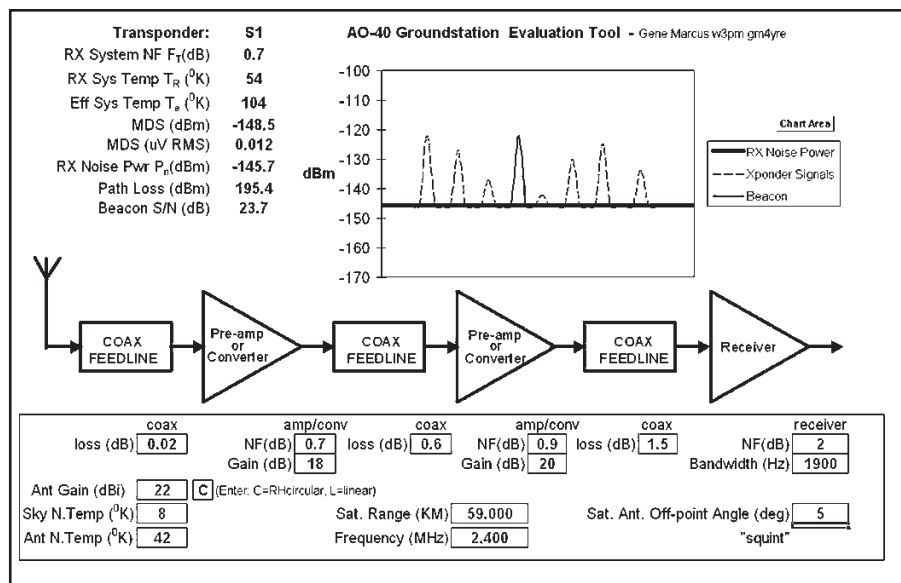 AO-40 Groundstation Evaluation Tool - Gene Marcus w3pm gm4yre
Transponder: S1
RX System NF FT(dB) 0.7
RX Sys Temp TR (⁰K) 54
Eff Sys Temp Te (⁰K) 104
MDS (dBm) -148.5
MDS (uV RMS) 0.012
RX Noise Pwr Pn(dBm) -145.7
Path Loss (dBm) 195.4
Beacon S/N (dB) 23.7
dBm
-100
-110
-120
-130
-140
-150
-160
-170
Chart Area
RX Noise Power
Xponder Signals
Beacon
COAX
FEEDLINE
Pre-amp
or
Converter
COAX
FEEDLINE
Pre-amp
or
Converter
COAX
FEEDLINE
Receiver
coax amp/conv coax amp/conv coax receiver
loss (dB) 0.02 NF(dB) 0.7 loss (dB) 0.6 NF(dB) 0.9 loss (dB) 1.5 NF(dB) 2
Gain (dB) 18 Gain (dB) 20 Bandwidth (Hz) 1900
Ant Gain (dBi) 22 C (Enter: C=RHcircular, L=linear)
Sky N.Temp (⁰K) 8 Sat. Range (KM) 59.000 Sat. Ant. Off-point Angle (deg) 5
Ant N.Temp (⁰K) 42 Frequency (MHz) 2.400 "squint"